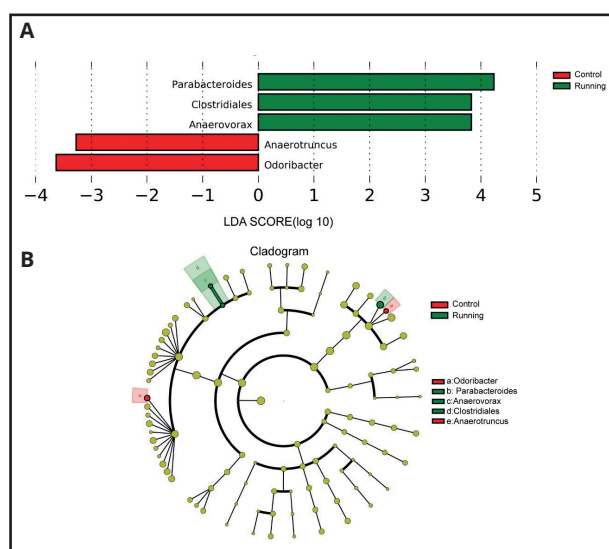 A
Control
Running
Parabacteroides
Clostridiales
Anaerovorax
Anaerotruncus
Odoribacter
−4 −3 −2 −1 0 1 2 3 4 5
LDA SCORE(log 10)
B
Cladogram
Control
Running
a:Odoribacter
b: Parabacteroides
c:Anaerovorax
d:Clostridiales
e:Anaerotruncus